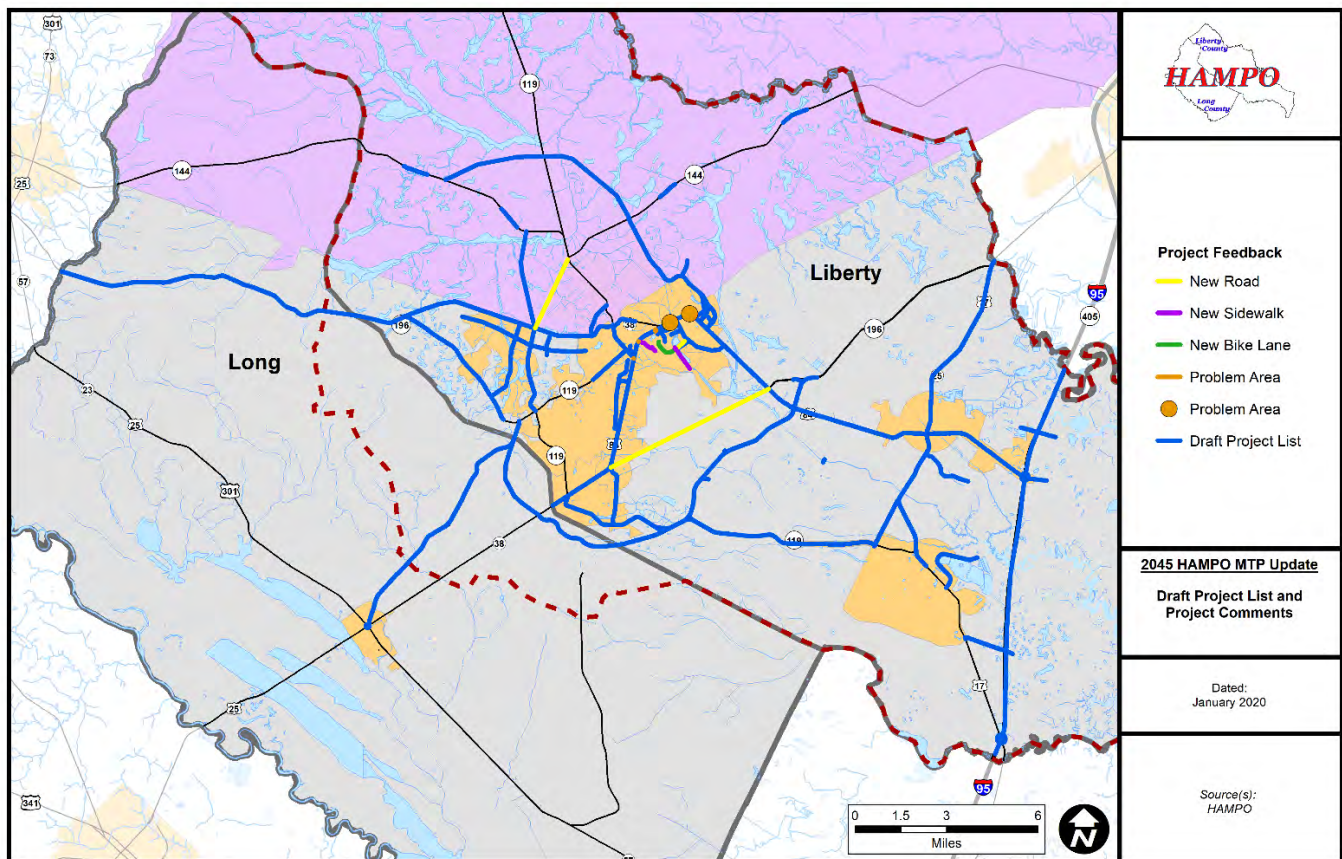 301
73
119
144
25
144
Liberty
57
95
405
196
17
38
196
Long
23
25
119
25
84
84
119
301
38
119
25
17
341
95
0 1.5 3 6
Miles
N
Liberty
County
HAMPO
Long
County
Project Feedback
New Road
New Sidewalk
New Bike Lane
Problem Area
Problem Area
Draft Project List
2045 HAMPO MTP Update
Draft Project List and
Project Comments
Dated:
January 2020
Source(s):
HAMPO